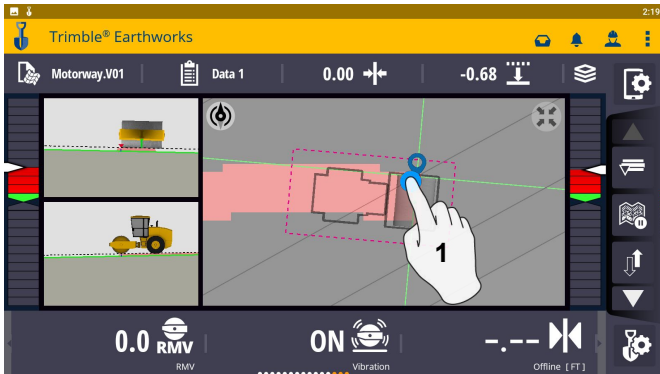 2:19
Trimble® Earthworks
Motorway.V01
Data 1
0.00
-0.68
1
0.0
RMV
RMV
ON
Vibration
-.--
Offline [FT]